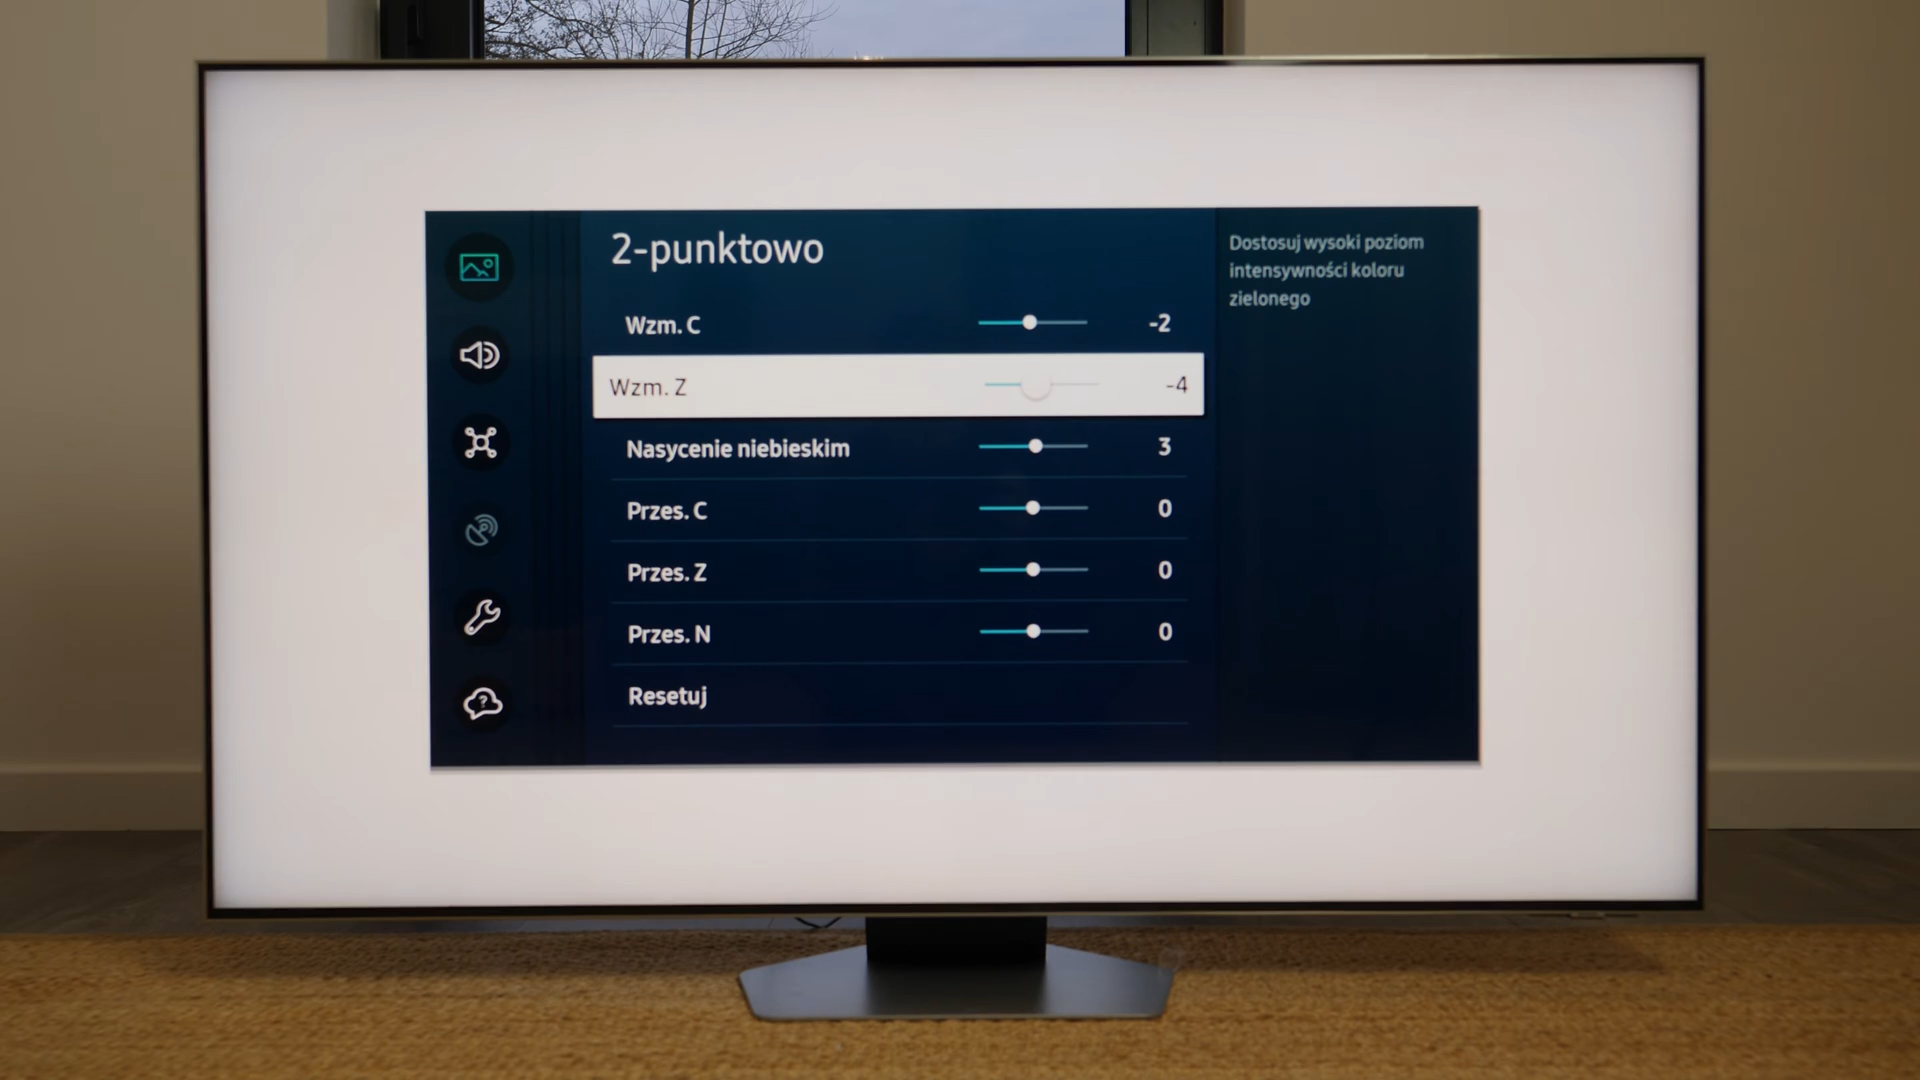 2-punktowo
Wzm. C -2
Wzm. Z -4
Nasycenie niebieskim 3
Przes. C 0
Przes. Z 0
Przes. N 0
Resetuj
Dostosuj wysoki poziom
intensywności koloru
zielonego